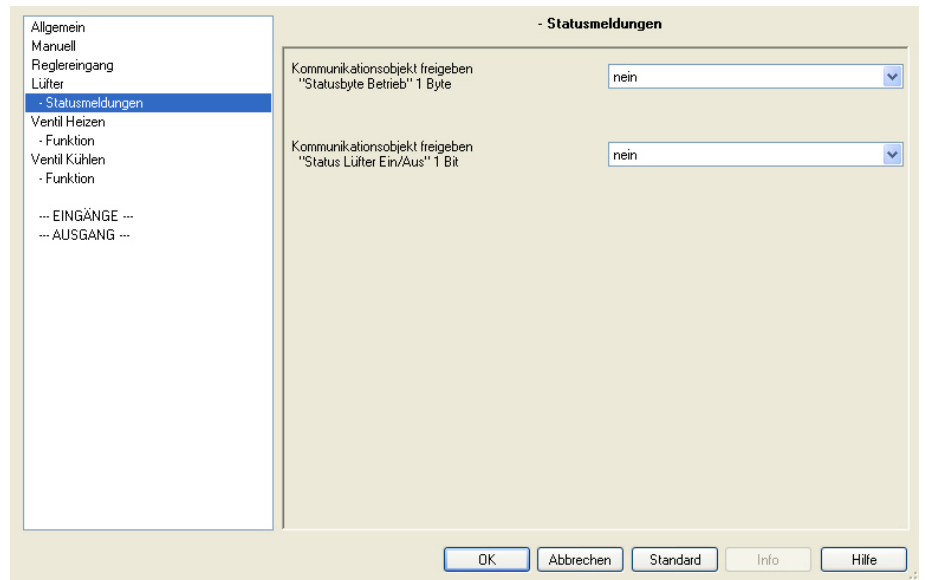 Allgemein
Manuell
Reglereingang
Lüfter
- Statusmeldungen
Ventil Heizen
- Funktion
Ventil Kühlen
- Funktion
--- EINGÄNGE ---
--- AUSGANG ---
- Statusmeldungen
Kommunikationsobjekt freigeben
"Statusbyte Betrieb" 1 Byte
nein
Kommunikationsobjekt freigeben
"Status Lüfter Ein/Aus" 1 Bit
nein
OK
Abbrechen
Standard
Info
Hilfe